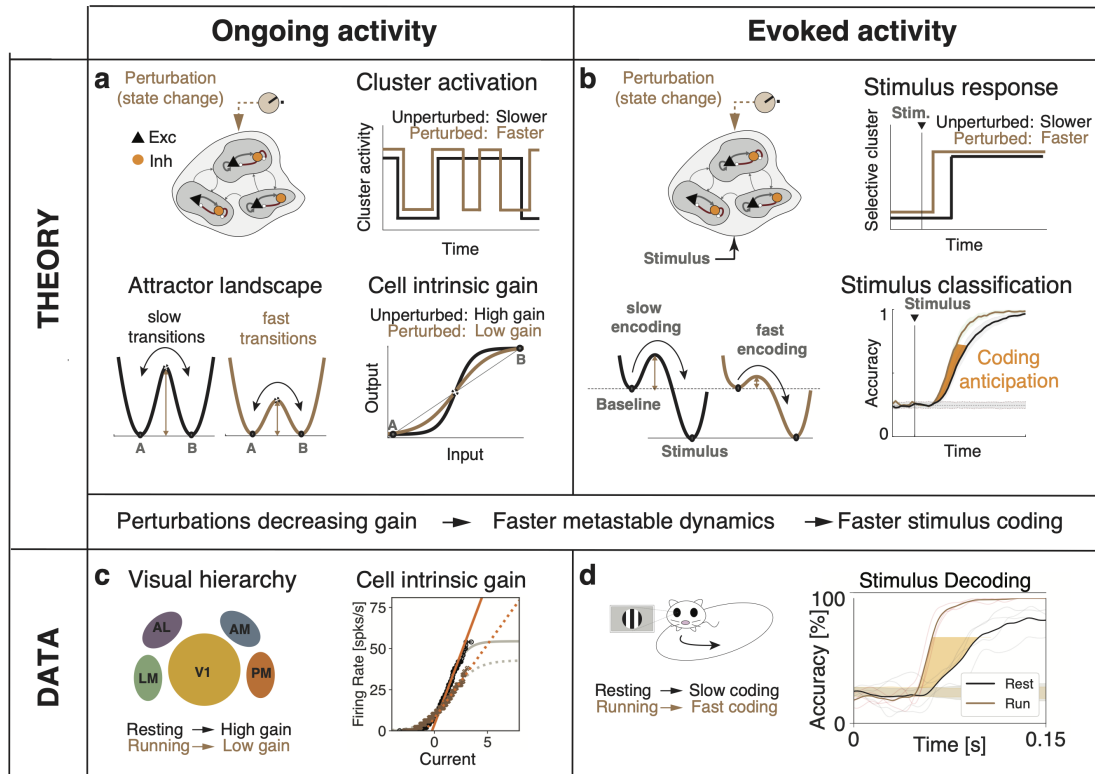 Ongoing activity
Evoked activity
THEORY
a
Perturbation
(state change)
Exc
Inh
Cluster activation
Unperturbed: Slower
Perturbed: Faster
Cluster activity
Time
Attractor landscape
slow
transitions
fast
transitions
A
B
A
B
Cell intrinsic gain
Unperturbed: High gain
Perturbed: Low gain
Output
A
B
Input
b
Perturbation
(state change)
Stimulus
Stimulus response
Unperturbed: Slower
Stim.
Perturbed: Faster
Selective cluster
Time
slow
encoding
fast
encoding
Baseline
Stimulus
Stimulus classification
Stimulus
1
Accuracy
Coding
anticipation
0
Time
Perturbations decreasing gain → Faster metastable dynamics → Faster stimulus coding
DATA
c
Visual hierarchy
AL
AM
LM
V1
PM
Resting → High gain
Running → Low gain
Cell intrinsic gain
Firing Rate [spks/s]
75
50
25
0
0
5
Current
d
Resting → Slow coding
Running → Fast coding
Stimulus Decoding
100
Accuracy [%]
0
Rest
Run
0
Time [s]
0.15